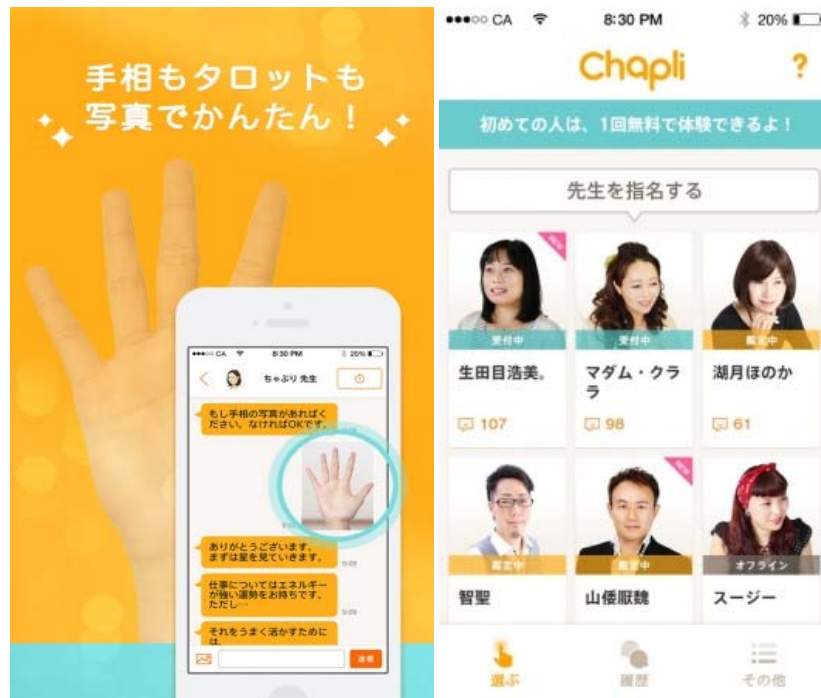 手相もタロットも
写真でかんたん！
CA 8:30 PM 20%
ちゃぷり 先生
もし手相の写真があればく
ださい。なければOKです。
ありがとうございます。
まずは星を見ていきます。
9:09
仕事についてはエネルギー
が強い運勢をお持ちです。
ただし…
9:09
それをうまく活かすために
は、
送信
CA 8:30 PM 20%
Chapli ?
初めての人は、1回無料で体験できるよ！
先生を指名する
NEW
受付中 受付中 鑑定中
生田目浩美。 マダム・クラ 湖月ほのか
ラ
107 98 61
NEW
鑑定中 鑑定中 オフライン
智聖 山倭厭魏 スージー
選ぶ 履歴 その他